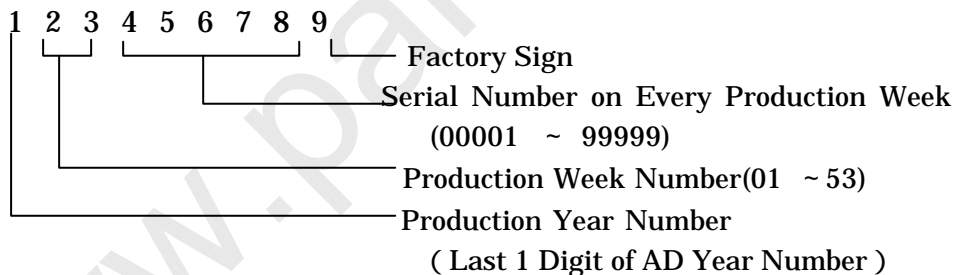 1 2 3 4 5 6 7 8 9
Factory Sign
Serial Number on Every Production Week
(00001 ~ 99999)
Production Week Number(01 ~ 53)
Production Year Number
( Last 1 Digit of AD Year Number )